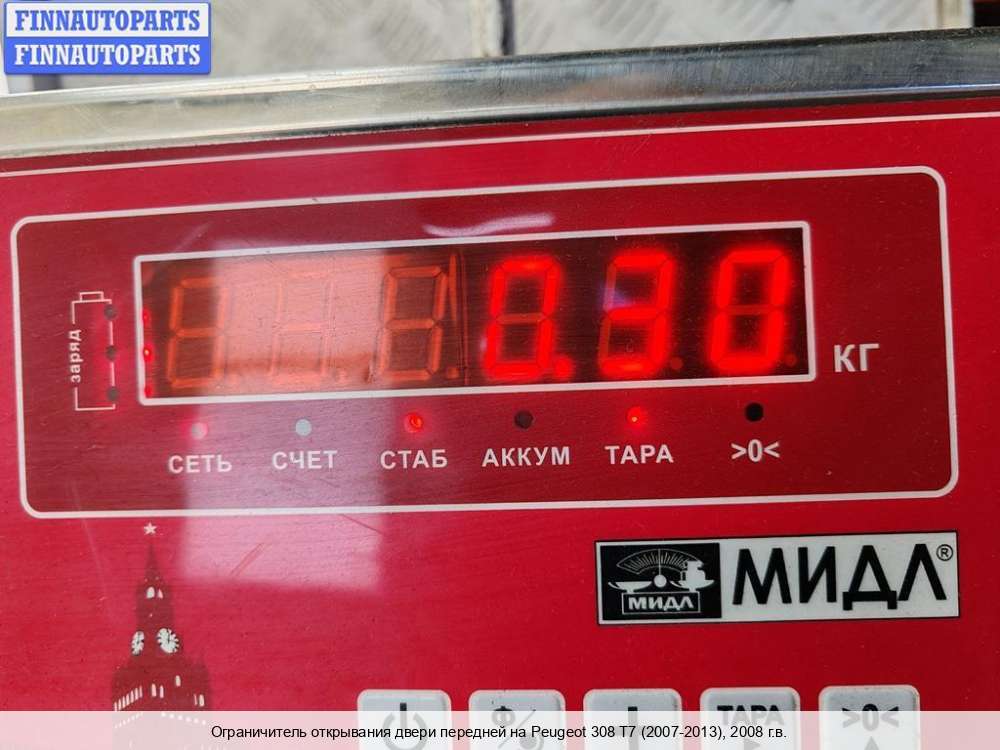 FINNAUTOPARTS
FINNAUTOPARTS
заряд
0.30 КГ
СЕТЬ СЧЕТ СТАБ АККУМ ТАРА >0<
МИДЛ МИДЛ®
ТАРА >0<
Ограничитель открывания двери передней на Peugeot 308 T7 (2007-2013), 2008 г.в.